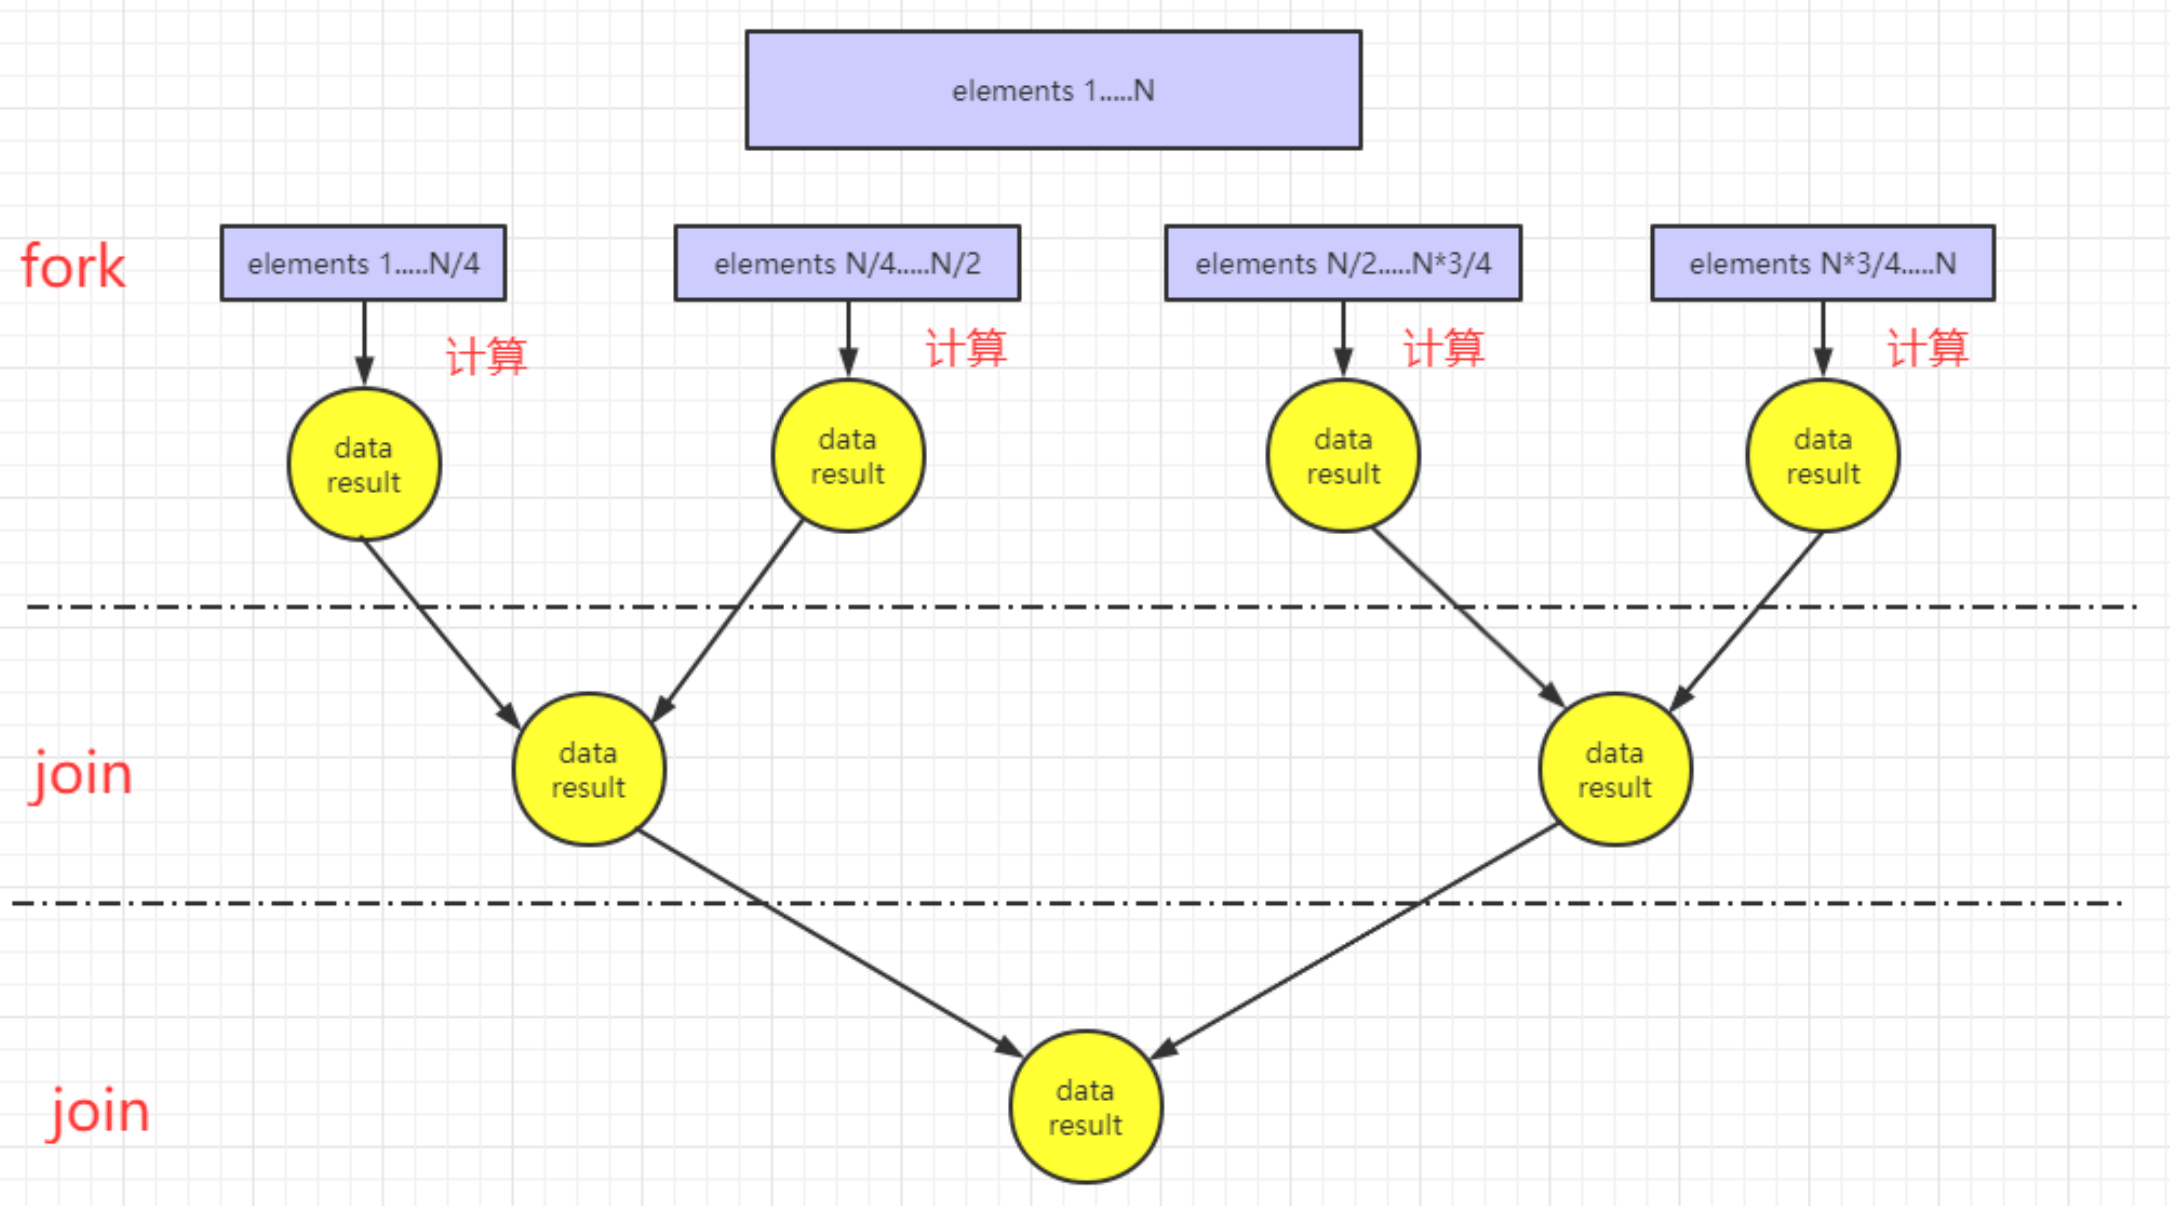 elements 1.....N
fork
elements 1.....N/4
elements N/4.....N/2
elements N/2.....N*3/4
elements N*3/4.....N
计算
计算
计算
计算
data
result
data
result
data
result
data
result
join
data
result
data
result
join
data
result